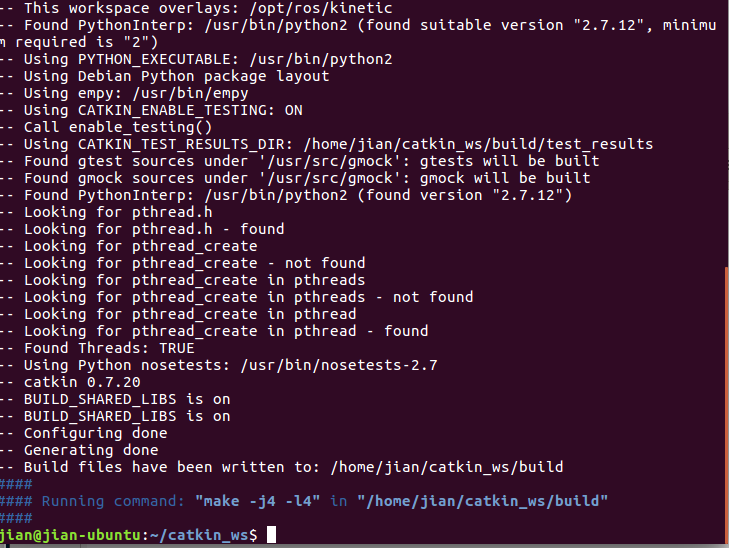 -- This workspace overlays: /opt/ros/kinetic
-- Found PythonInterp: /usr/bin/python2 (found suitable version "2.7.12", minimu
m required is "2")
-- Using PYTHON_EXECUTABLE: /usr/bin/python2
-- Using Debian Python package layout
-- Using empy: /usr/bin/empy
-- Using CATKIN_ENABLE_TESTING: ON
-- Call enable_testing()
-- Using CATKIN_TEST_RESULTS_DIR: /home/jian/catkin_ws/build/test_results
-- Found gtest sources under '/usr/src/gmock': gtests will be built
-- Found gmock sources under '/usr/src/gmock': gmock will be built
-- Found PythonInterp: /usr/bin/python2 (found version "2.7.12")
-- Looking for pthread.h
-- Looking for pthread.h - found
-- Looking for pthread_create
-- Looking for pthread_create - not found
-- Looking for pthread_create in pthreads
-- Looking for pthread_create in pthreads - not found
-- Looking for pthread_create in pthread
-- Looking for pthread_create in pthread - found
-- Found Threads: TRUE
-- Using Python nosetests: /usr/bin/nosetests-2.7
-- catkin 0.7.20
-- BUILD_SHARED_LIBS is on
-- BUILD_SHARED_LIBS is on
-- Configuring done
-- Generating done
-- Build files have been written to: /home/jian/catkin_ws/build
####
#### Running command: "make -j4 -l4" in "/home/jian/catkin_ws/build"
####
jian@jian-ubuntu:~/catkin_ws$